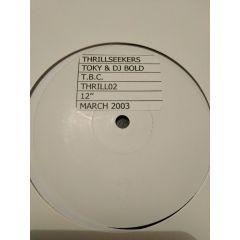 THRILLSEEKERS
TOKY & DJ BOLD
T.B.C.
THRILL02
12"
MARCH 2003